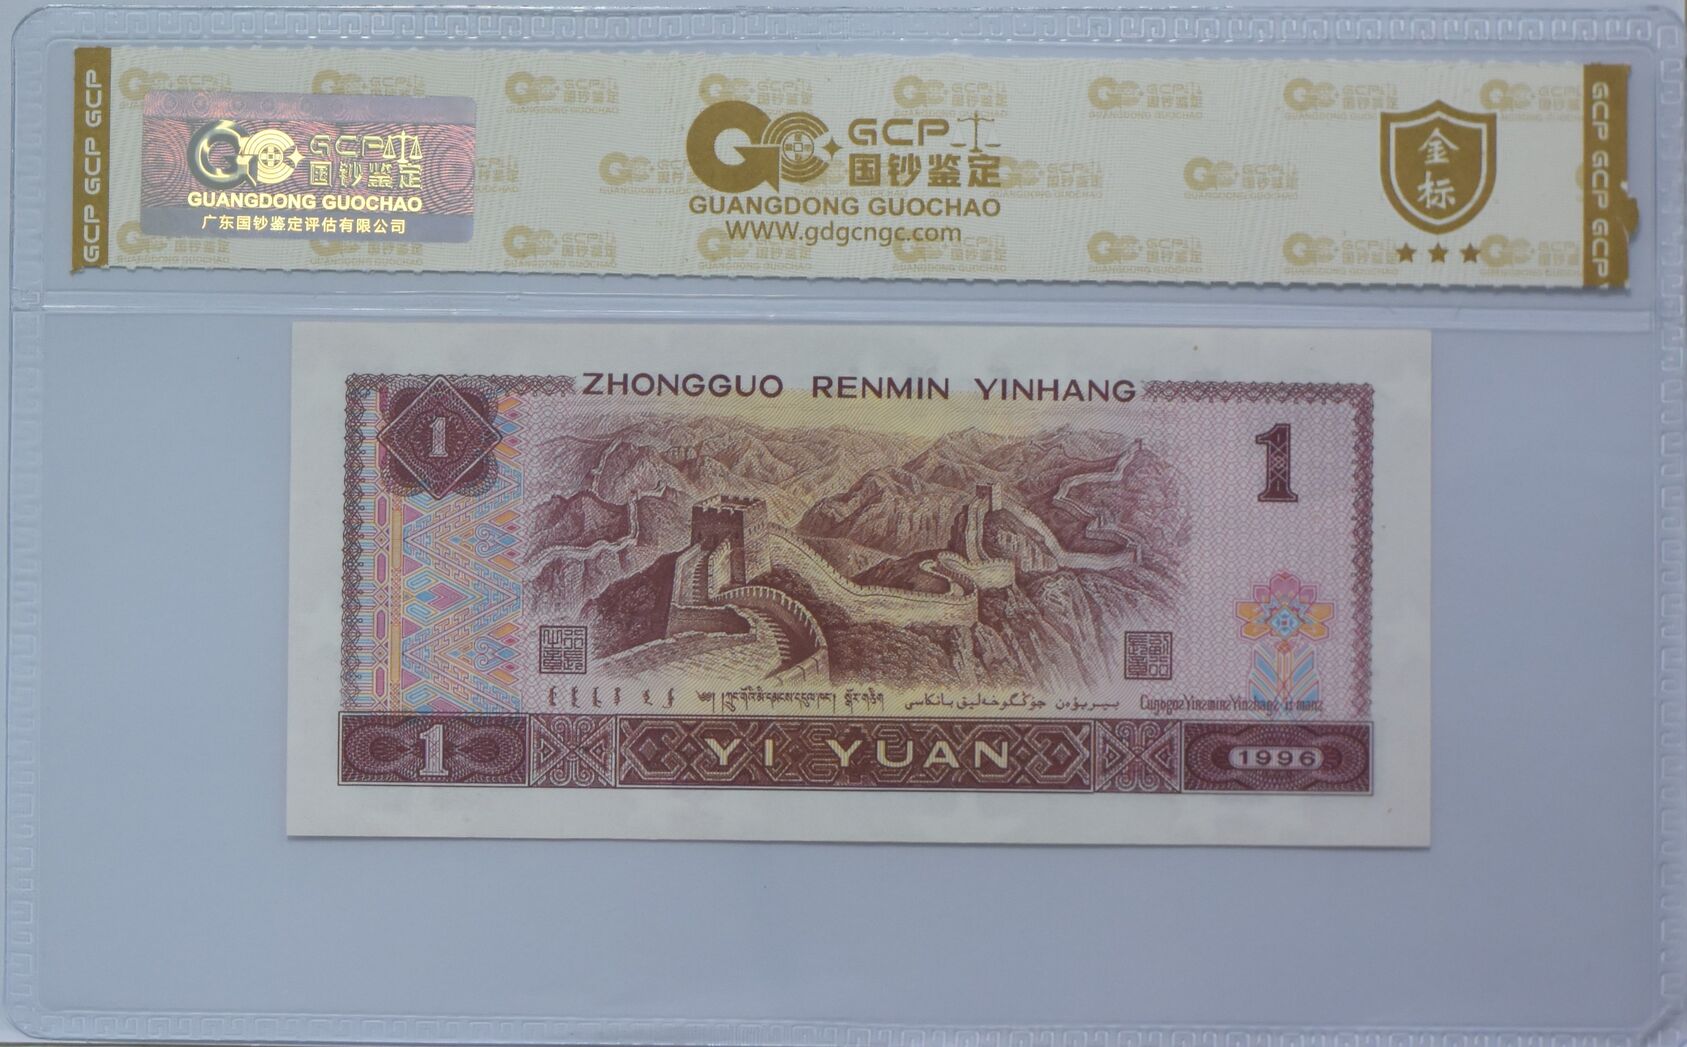 GCP GCP GCP
GCP 国钞鉴定
GUANGDONG GUOCHAO
广东国钞鉴定评估有限公司
GCP
国钞鉴定
GUANGDONG GUOCHAO
WWW.gdgcngc.com
金标
GCP GCP GCP GCP
ZHONGGUO RENMIN YINHANG
1
1
1
YI YUAN
1996